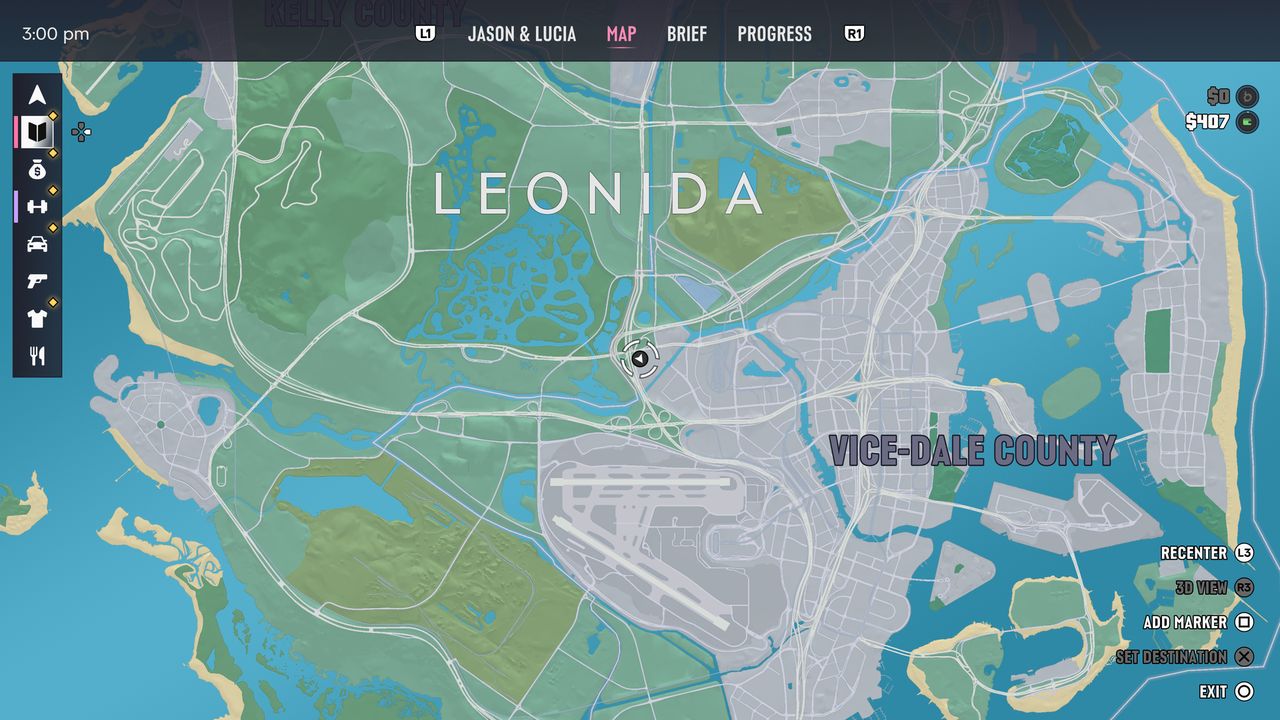 KELLY COUNTY
3:00 pm
L1
JASON & LUCIA
MAP
BRIEF
PROGRESS
R1
$0
$407
LEONIDA
VICE-DALE COUNTY
RECENTER L3
3D VIEW R3
ADD MARKER
SET DESTINATION
EXIT